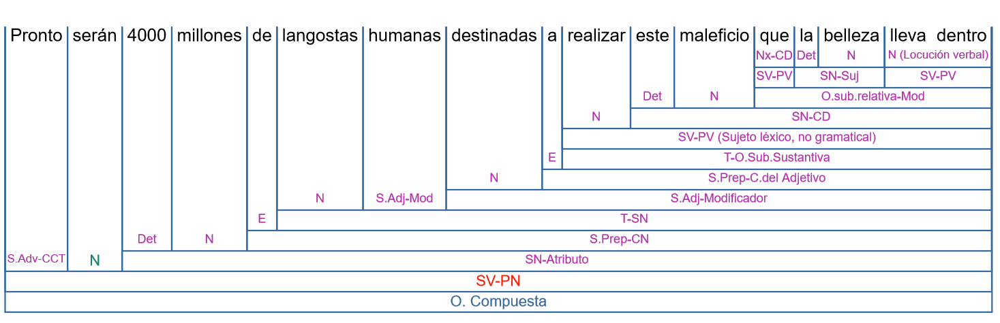 Pronto serán 4000 millones de langostas humanas destinadas a realizar este maleficio que la belleza lleva dentro
Nx-CD Det N N (Locución verbal)
SV-PV SN-Suj SV-PV
Det N O.sub.relativa-Mod
N SN-CD
SV-PV (Sujeto léxico, no gramatical)
E T-O.Sub.Sustantiva
N S.Prep-C.del Adjetivo
N S.Adj-Mod S.Adj-Modificador
E T-SN
Det N S.Prep-CN
S.Adv-CCT N SN-Atributo
SV-PN
O. Compuesta